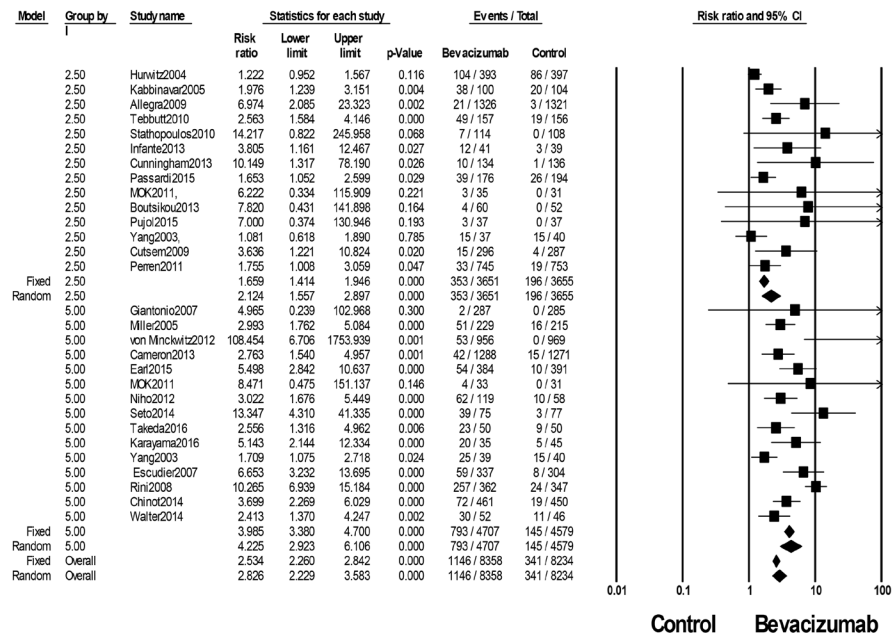 Model Group by I Study name Statistics for each study Events / Total Risk ratio and 95% CI
Risk ratio Lower limit Upper limit p-Value Bevacizumab Control
2.50 Hurwitz2004 1.222 0.952 1.567 0.116 104 / 393 86 / 397
2.50 Kabbinavar2005 1.976 1.239 3.151 0.004 38 / 100 20 / 104
2.50 Allegra2009 6.974 2.085 23.323 0.002 21 / 1326 3 / 1321
2.50 Tebbutt2010 2.563 1.584 4.146 0.000 49 / 157 19 / 156
2.50 Stathopoulos2010 14.217 0.822 245.958 0.068 7 / 114 0 / 108
2.50 Infante2013 3.805 1.161 12.467 0.027 12 / 41 3 / 39
2.50 Cunningham2013 10.149 1.317 78.190 0.026 10 / 134 1 / 136
2.50 Passardi2015 1.653 1.052 2.599 0.029 39 / 176 26 / 194
2.50 MOK2011, 6.222 0.334 115.909 0.221 3 / 35 0 / 31
2.50 Boutsikou2013 7.820 0.431 141.898 0.164 4 / 60 0 / 52
2.50 Pujol2015 7.000 0.374 130.946 0.193 3 / 37 0 / 37
2.50 Yang2003, 1.081 0.618 1.890 0.785 15 / 37 15 / 40
2.50 Cutsem2009 3.636 1.221 10.824 0.020 15 / 296 4 / 287
2.50 Perren2011 1.755 1.008 3.059 0.047 33 / 745 19 / 753
Fixed 2.50 1.659 1.414 1.946 0.000 353 / 3651 196 / 3655
Random 2.50 2.124 1.557 2.897 0.000 353 / 3651 196 / 3655
5.00 Giantonio2007 4.965 0.239 102.968 0.300 2 / 287 0 / 285
5.00 Miller2005 2.993 1.762 5.084 0.000 51 / 229 16 / 215
5.00 von Minckwitz2012 108.454 6.706 1753.939 0.001 53 / 956 0 / 969
5.00 Cameron2013 2.763 1.540 4.957 0.001 42 / 1288 15 / 1271
5.00 Earl2015 5.498 2.842 10.637 0.000 54 / 384 10 / 391
5.00 MOK2011 8.471 0.475 151.137 0.146 4 / 33 0 / 31
5.00 Niho2012 3.022 1.676 5.449 0.000 62 / 119 10 / 58
5.00 Seto2014 13.347 4.310 41.335 0.000 39 / 75 3 / 77
5.00 Takeda2016 2.556 1.316 4.962 0.006 23 / 50 9 / 50
5.00 Karayama2016 5.143 2.144 12.334 0.000 20 / 35 5 / 45
5.00 Yang2003 1.709 1.075 2.718 0.024 25 / 39 15 / 40
5.00 Escudier2007 6.653 3.232 13.695 0.000 59 / 337 8 / 304
5.00 Rini2008 10.265 6.939 15.184 0.000 257 / 362 24 / 347
5.00 Chinot2014 3.699 2.269 6.029 0.000 72 / 461 19 / 450
5.00 Walter2014 2.413 1.370 4.247 0.002 30 / 52 11 / 46
Fixed 5.00 3.985 3.380 4.700 0.000 793 / 4707 145 / 4579
Random 5.00 4.225 2.923 6.106 0.000 793 / 4707 145 / 4579
Fixed Overall 2.534 2.260 2.842 0.000 1146 / 8358 341 / 8234
Random Overall 2.826 2.229 3.583 0.000 1146 / 8358 341 / 8234
0.01 0.1 1 10 100
Control Bevacizumab